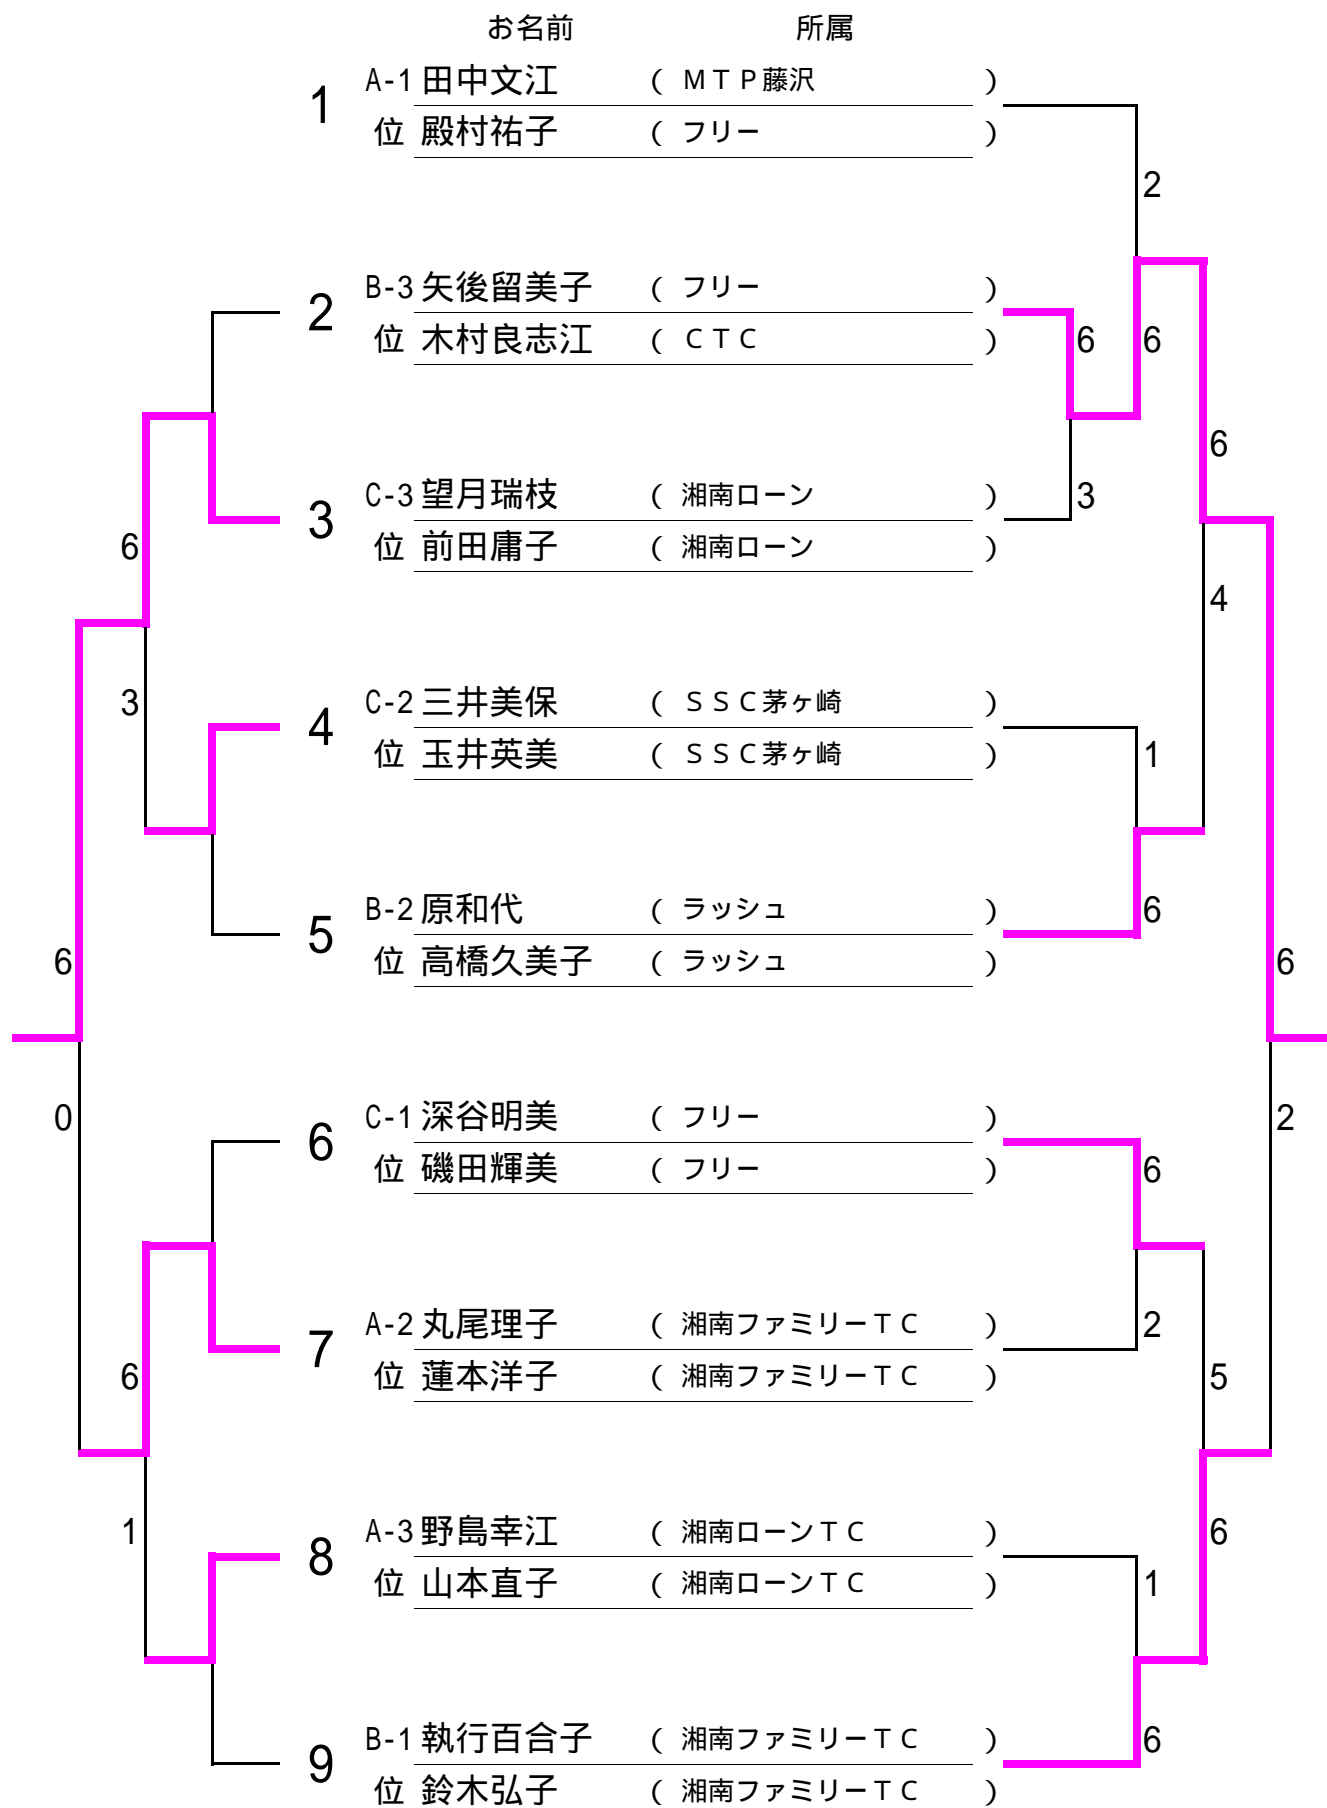 お名前 所属
A-1 田中文江 ( ＭＴＰ藤沢 )
1
位 殿村祐子 ( フリー )
2
B-3 矢後留美子 ( フリー )
2
位 木村良志江 ( ＣＴＣ )
6 6
6
C-3 望月瑞枝 ( 湘南ローン )
3
3
6
位 前田庸子 ( 湘南ローン )
4
3
C-2 三井美保 ( ＳＳＣ茅ヶ崎 )
4
位 玉井英美 ( ＳＳＣ茅ヶ崎 )
1
B-2 原和代 ( ラッシュ )
6
5
6
位 高橋久美子 ( ラッシュ )
6
0
C-1 深谷明美 ( フリー )
2
6
位 磯田輝美 ( フリー )
6
A-2 丸尾理子 ( 湘南ファミリーＴＣ )
2
7
6
位 蓮本洋子 ( 湘南ファミリーＴＣ )
5
1
A-3 野島幸江 ( 湘南ローンＴＣ )
6
8
位 山本直子 ( 湘南ローンＴＣ )
1
B-1 執行百合子 ( 湘南ファミリーＴＣ )
6
9
位 鈴木弘子 ( 湘南ファミリーＴＣ )